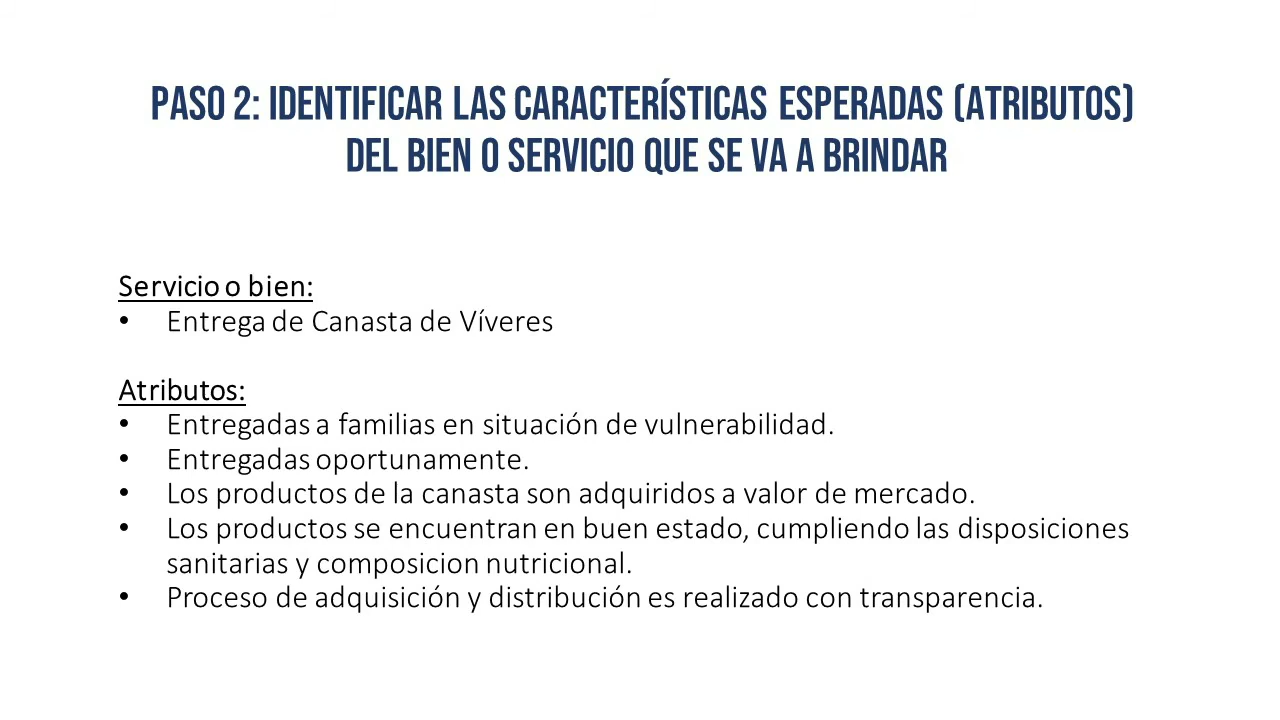 PASO 2: IDENTIFICAR LAS CARACTERÍSTICAS ESPERADAS (ATRIBUTOS)
DEL BIEN O SERVICIO QUE SE VA A BRINDAR
Servicio o bien:
• Entrega de Canasta de Víveres
Atributos:
• Entregadas a familias en situación de vulnerabilidad.
• Entregadas oportunamente.
• Los productos de la canasta son adquiridos a valor de mercado.
• Los productos se encuentran en buen estado, cumpliendo las disposiciones
sanitarias y composicion nutricional.
• Proceso de adquisición y distribución es realizado con transparencia.